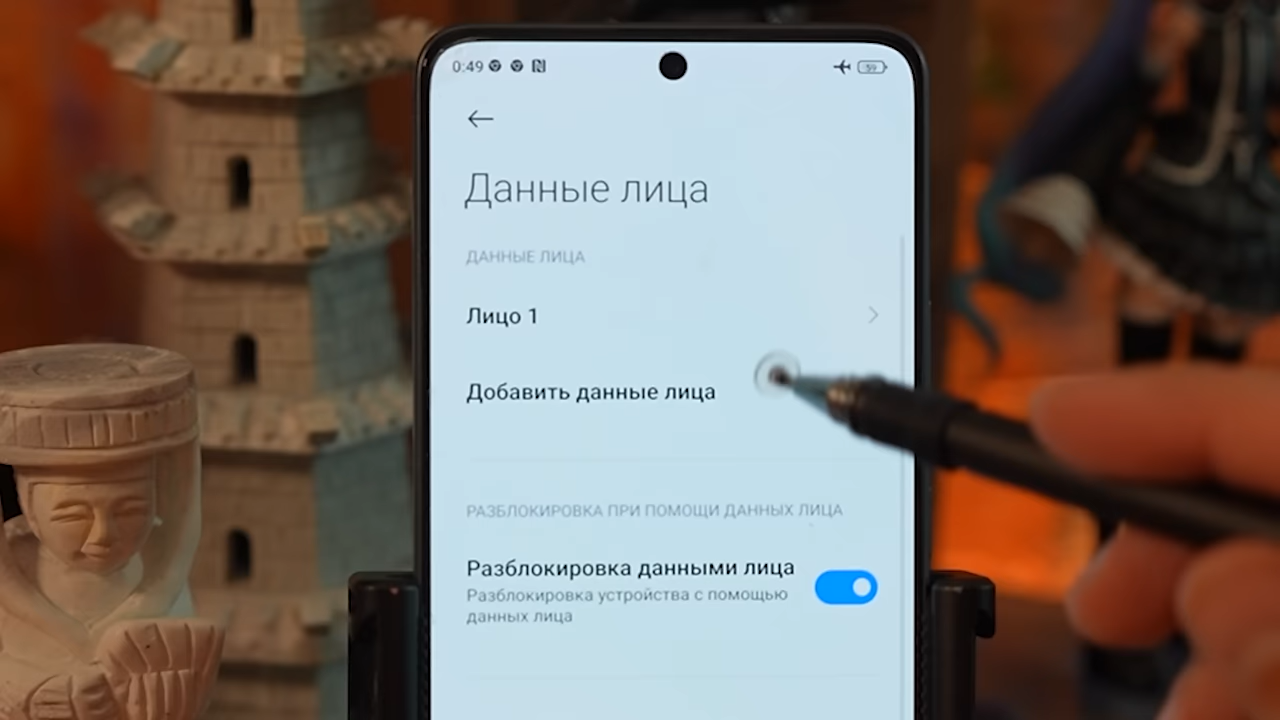 0:49
59
Данные лица
ДАННЫЕ ЛИЦА
Лицо 1
Добавить данные лица
РАЗБЛОКИРОВКА ПРИ ПОМОЩИ ДАННЫХ ЛИЦА
Разблокировка данными лица
Разблокировка устройства с помощью
данных лица